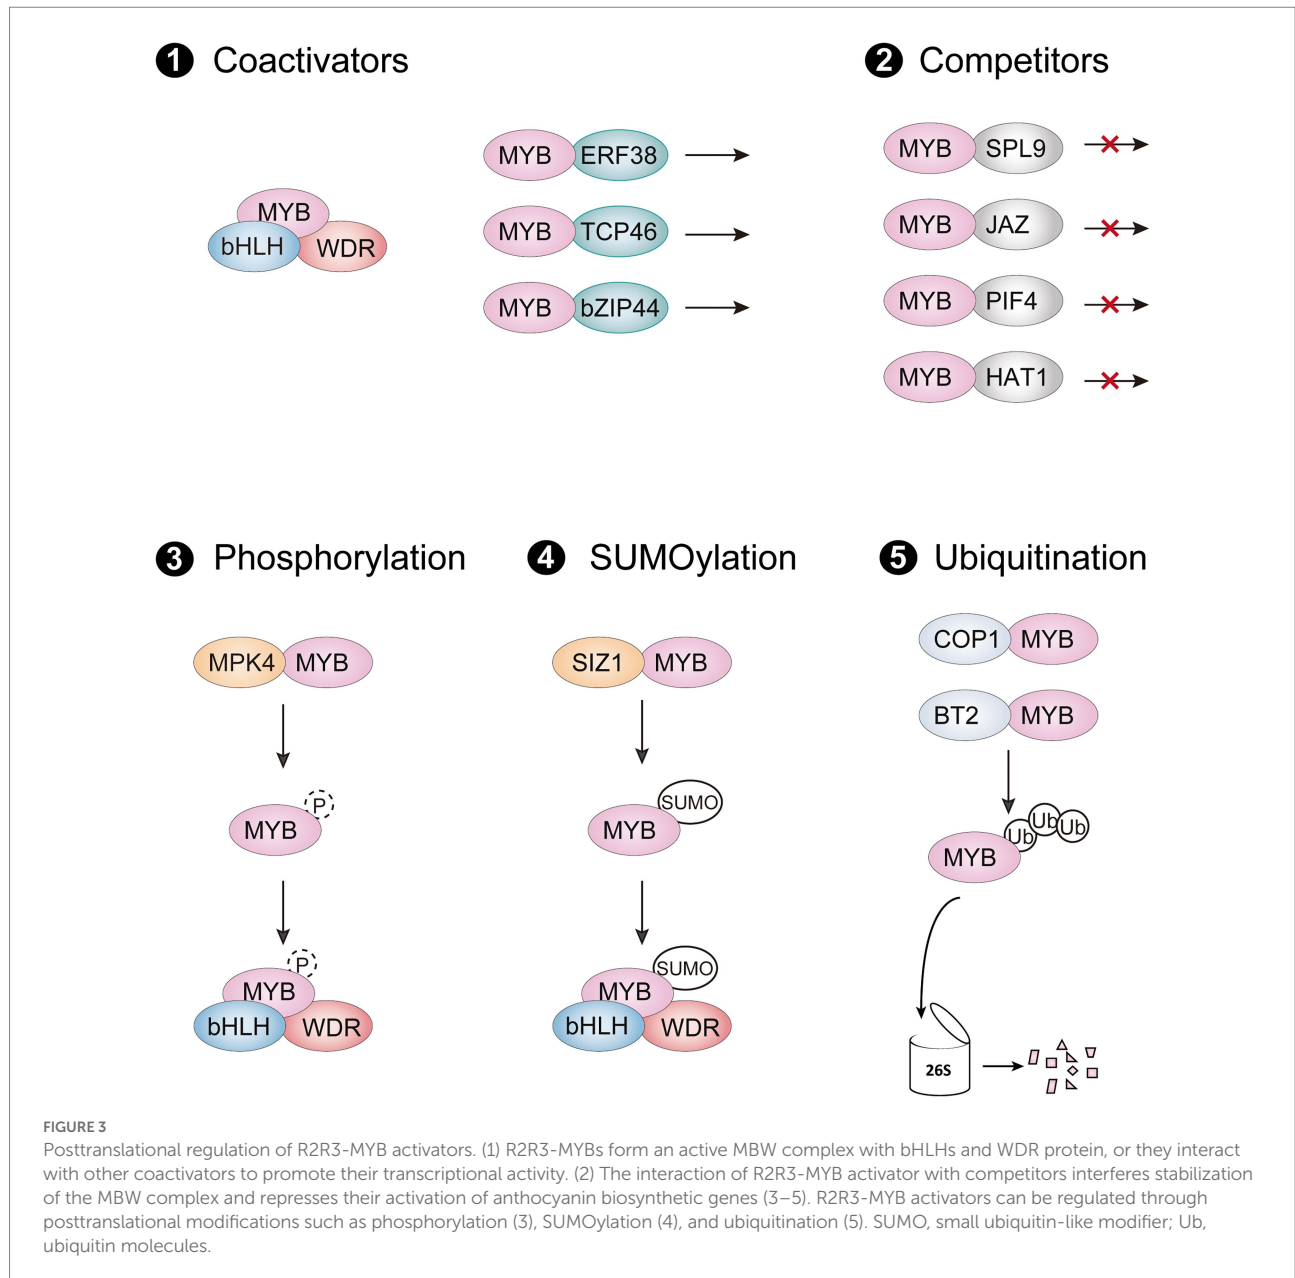 1 Coactivators
MYB
bHLH
WDR
MYB ERF38
MYB TCP46
MYB bZIP44
2 Competitors
MYB SPL9
MYB JAZ
MYB PIF4
MYB HAT1
3 Phosphorylation
MPK4 MYB
P
MYB
P
MYB
bHLH WDR
4 SUMOylation
SIZ1 MYB
SUMO
MYB
SUMO
MYB
bHLH WDR
5 Ubiquitination
COP1 MYB
BT2 MYB
Ub Ub Ub
MYB
26S
FIGURE 3
Posttranslational regulation of R2R3-MYB activators. (1) R2R3-MYBs form an active MBW complex with bHLHs and WDR protein, or they interact
with other coactivators to promote their transcriptional activity. (2) The interaction of R2R3-MYB activator with competitors interferes stabilization
of the MBW complex and represses their activation of anthocyanin biosynthetic genes (3–5). R2R3-MYB activators can be regulated through
posttranslational modifications such as phosphorylation (3), SUMOylation (4), and ubiquitination (5). SUMO, small ubiquitin-like modifier; Ub,
ubiquitin molecules.